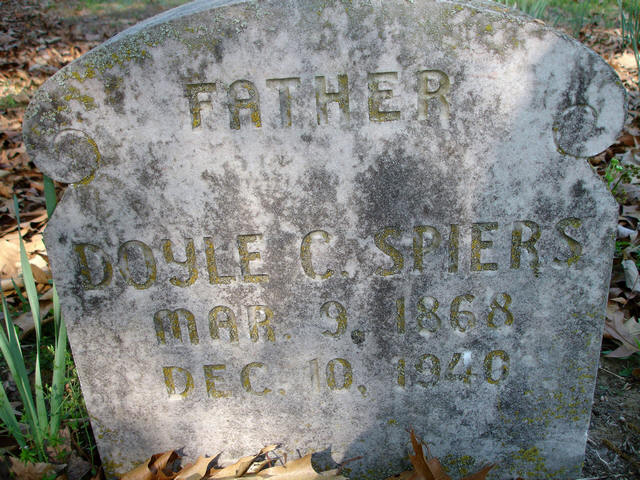 FATHER
DOYLE C. SPIERS
MAR. 9, 1868
DEC. 10, 1940